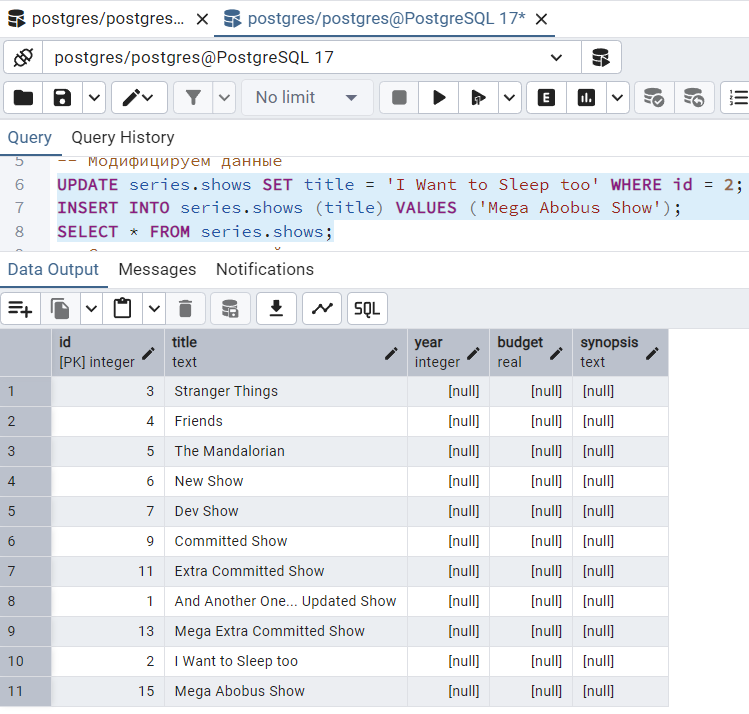 postgres/postgres... postgres/postgres@PostgreSQL 17*
postgres/postgres@PostgreSQL 17
No limit
E
Query Query History
5 -- Модифицируем данные
6 UPDATE series.shows SET title = 'I Want to Sleep too' WHERE id = 2;
7 INSERT INTO series.shows (title) VALUES ('Mega Abobus Show');
8 SELECT * FROM series.shows;
Data Output Messages Notifications
SQL
id title year budget synopsis
[PK] integer text integer real text
1 3 Stranger Things [null] [null] [null]
2 4 Friends [null] [null] [null]
3 5 The Mandalorian [null] [null] [null]
4 6 New Show [null] [null] [null]
5 7 Dev Show [null] [null] [null]
6 9 Committed Show [null] [null] [null]
7 11 Extra Committed Show [null] [null] [null]
8 1 And Another One... Updated Show [null] [null] [null]
9 13 Mega Extra Committed Show [null] [null] [null]
10 2 I Want to Sleep too [null] [null] [null]
11 15 Mega Abobus Show [null] [null] [null]